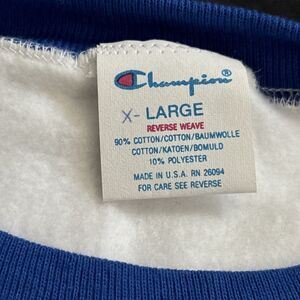 Champion®
X- LARGE
REVERSE WEAVE
90% COTTON/COTTON/BAUMWOLLE
COTTON/KATOEN/BOMULD
10% POLYESTER
MADE IN U.S.A. RN 26094
FOR CARE SEE REVERSE